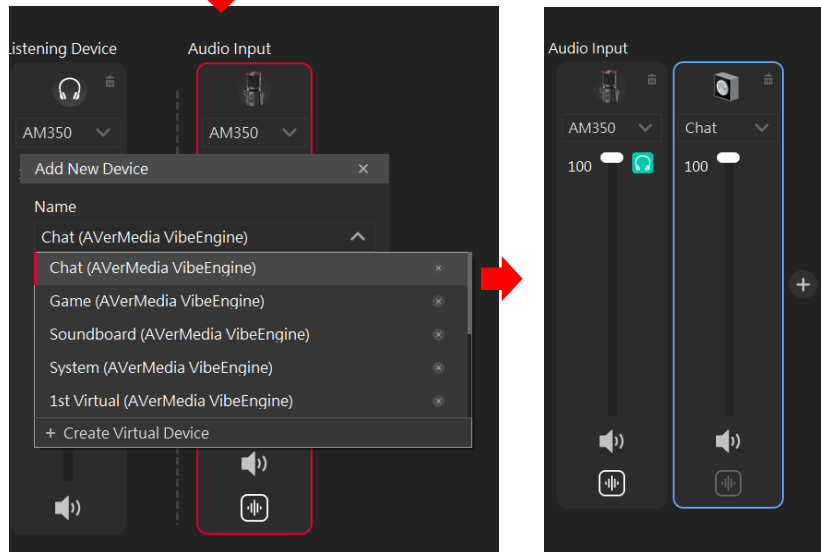 Listening Device
Audio Input
AM350
AM350
Add New Device
Name
Chat (AVerMedia VibeEngine)
Chat (AVerMedia VibeEngine)
Game (AVerMedia VibeEngine)
Soundboard (AVerMedia VibeEngine)
System (AVerMedia VibeEngine)
1st Virtual (AVerMedia VibeEngine)
+ Create Virtual Device
Audio Input
AM350
Chat
100
100